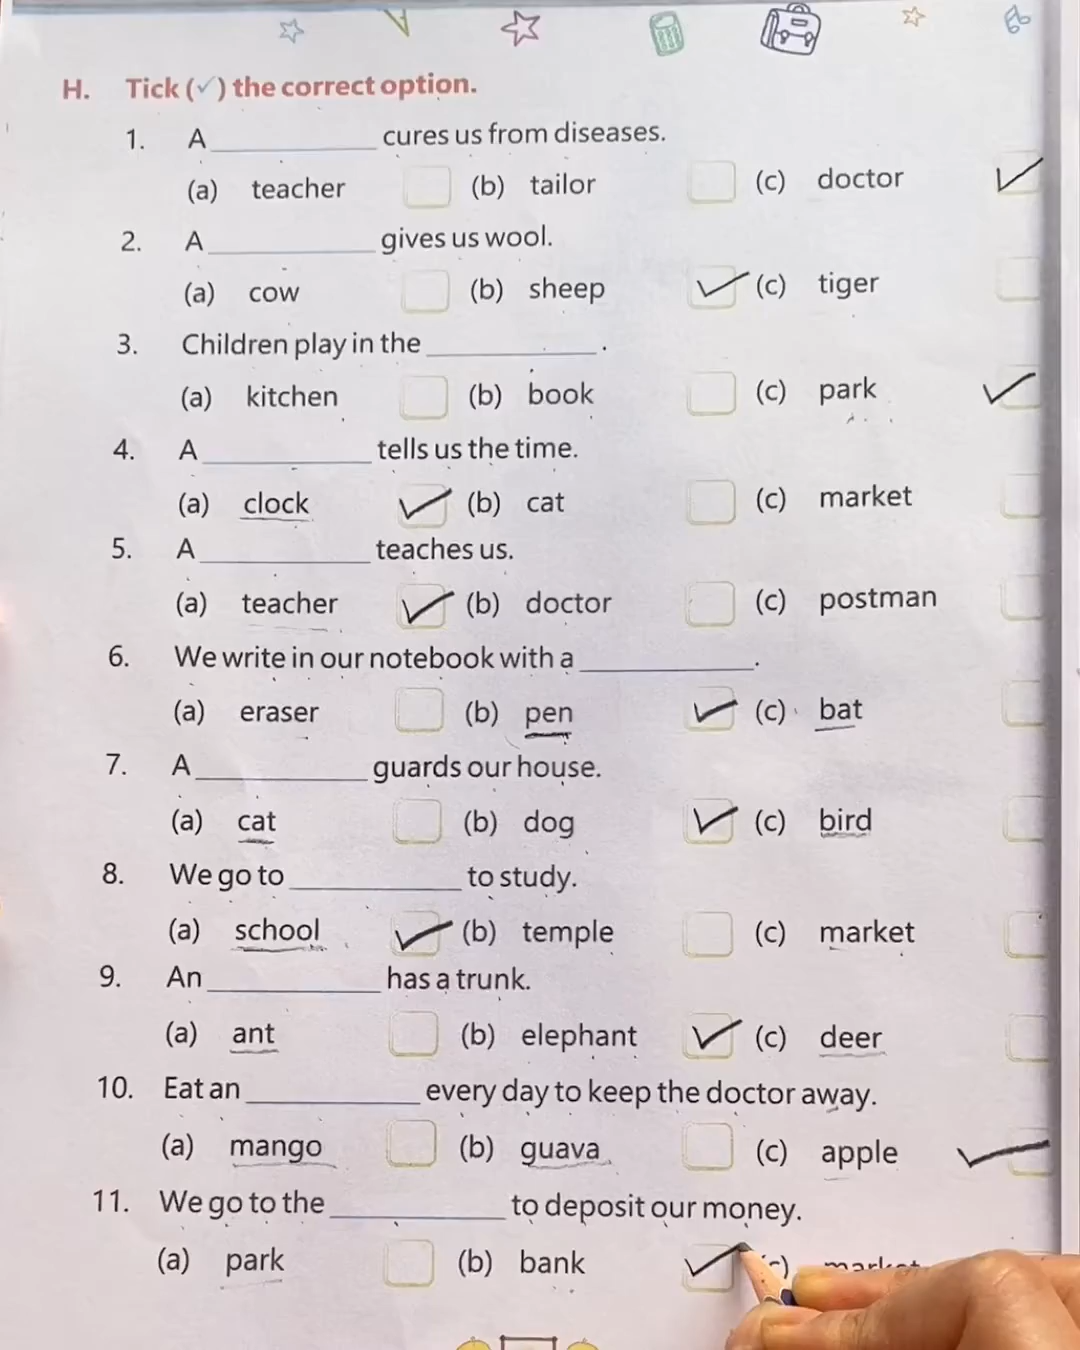 H. Tick (✓) the correct option.
1. A __________ cures us from diseases.
(a) teacher (b) tailor (c) doctor ✓
2. A __________ gives us wool.
(a) cow (b) sheep ✓ (c) tiger
3. Children play in the __________ .
(a) kitchen (b) book (c) park ✓
4. A __________ tells us the time.
(a) clock ✓ (b) cat (c) market
5. A __________ teaches us.
(a) teacher ✓ (b) doctor (c) postman
6. We write in our notebook with a __________.
(a) eraser (b) pen ✓ (c) bat
7. A __________ guards our house.
(a) cat (b) dog ✓ (c) bird
8. We go to __________ to study.
(a) school ✓ (b) temple (c) market
9. An __________ has a trunk.
(a) ant (b) elephant ✓ (c) deer
10. Eat an __________ every day to keep the doctor away.
(a) mango (b) guava (c) apple ✓
11. We go to the __________ to deposit our money.
(a) park (b) bank ✓ (c) market